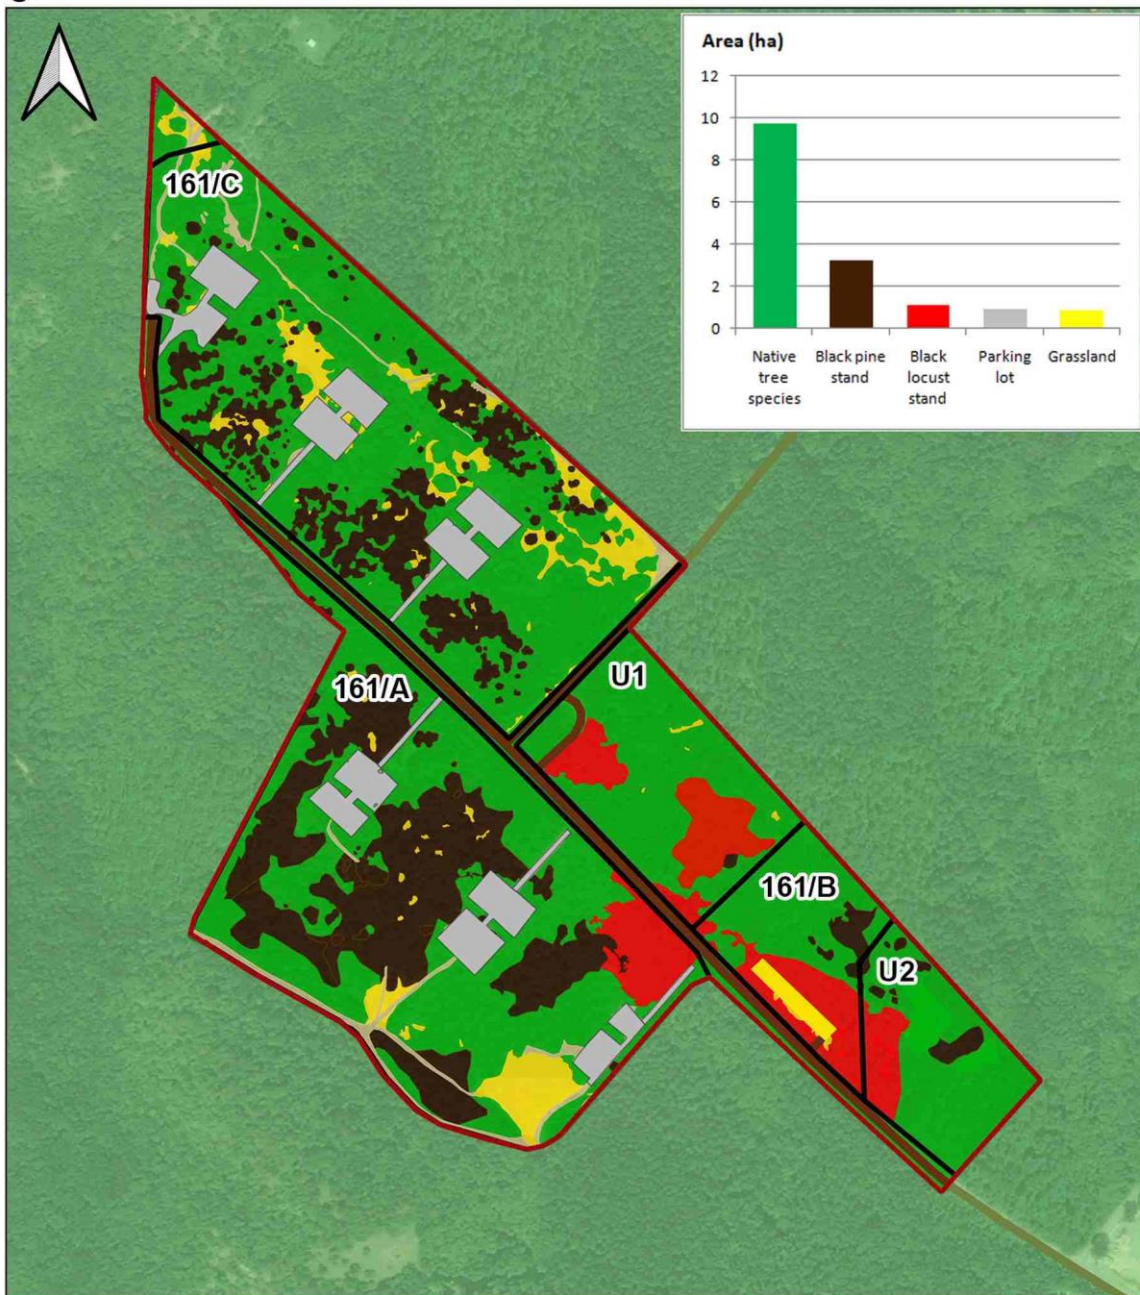 Area (ha)
12
10
8
6
4
2
0
Native tree species
Black pine stand
Black locust stand
Parking lot
Grassland
161/C
161/A
U1
161/B
U2